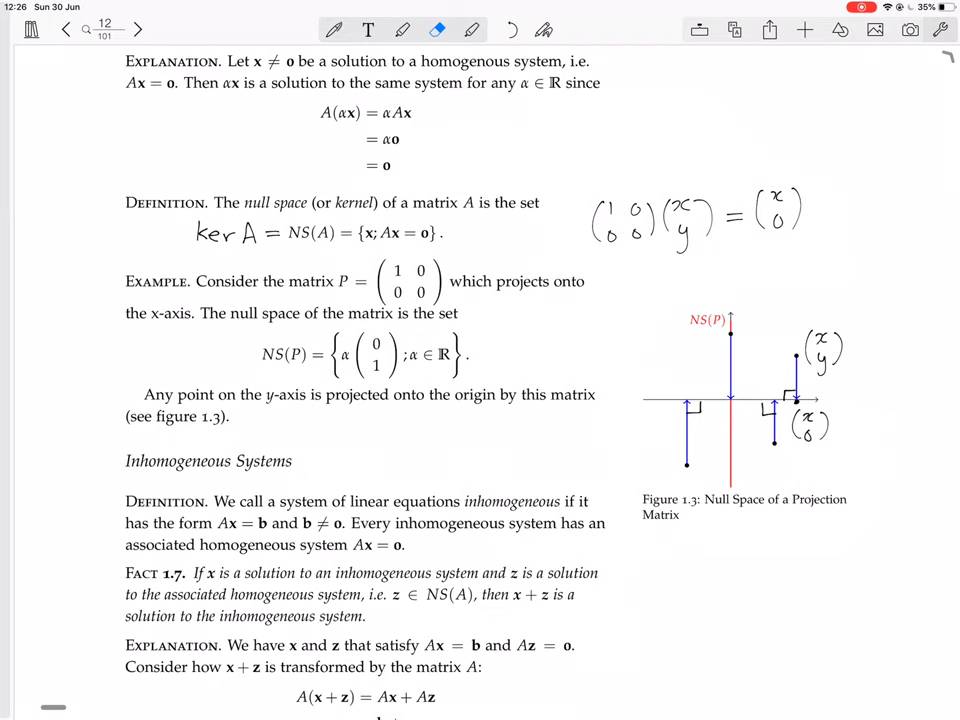 12:26 Sun 30 Jun 35%
12
101
T
EXPLANATION. Let x ≠ o be a solution to a homogenous system, i.e.
Ax = o. Then αx is a solution to the same system for any α ∈ ℝ since
A(αx) = αAx
= αo
= o
DEFINITION. The null space (or kernel) of a matrix A is the set
ker A = NS(A) = {x; Ax = o} .
(1 0 0 0) (x y) = (x 0)
EXAMPLE. Consider the matrix P = (1 0 0 0) which projects onto
the x-axis. The null space of the matrix is the set
NS(P) = {α (0 1) ; α ∈ ℝ} .
Any point on the y-axis is projected onto the origin by this matrix
(see figure 1.3).
NS(P)
(x y)
(x 0)
Figure 1.3: Null Space of a Projection
Matrix
Inhomogeneous Systems
DEFINITION. We call a system of linear equations inhomogeneous if it
has the form Ax = b and b ≠ o. Every inhomogeneous system has an
associated homogeneous system Ax = o.
FACT 1.7. If x is a solution to an inhomogeneous system and z is a solution
to the associated homogeneous system, i.e. z ∈ NS(A), then x + z is a
solution to the inhomogeneous system.
EXPLANATION. We have x and z that satisfy Ax = b and Az = o.
Consider how x + z is transformed by the matrix A:
A(x + z) = Ax + Az